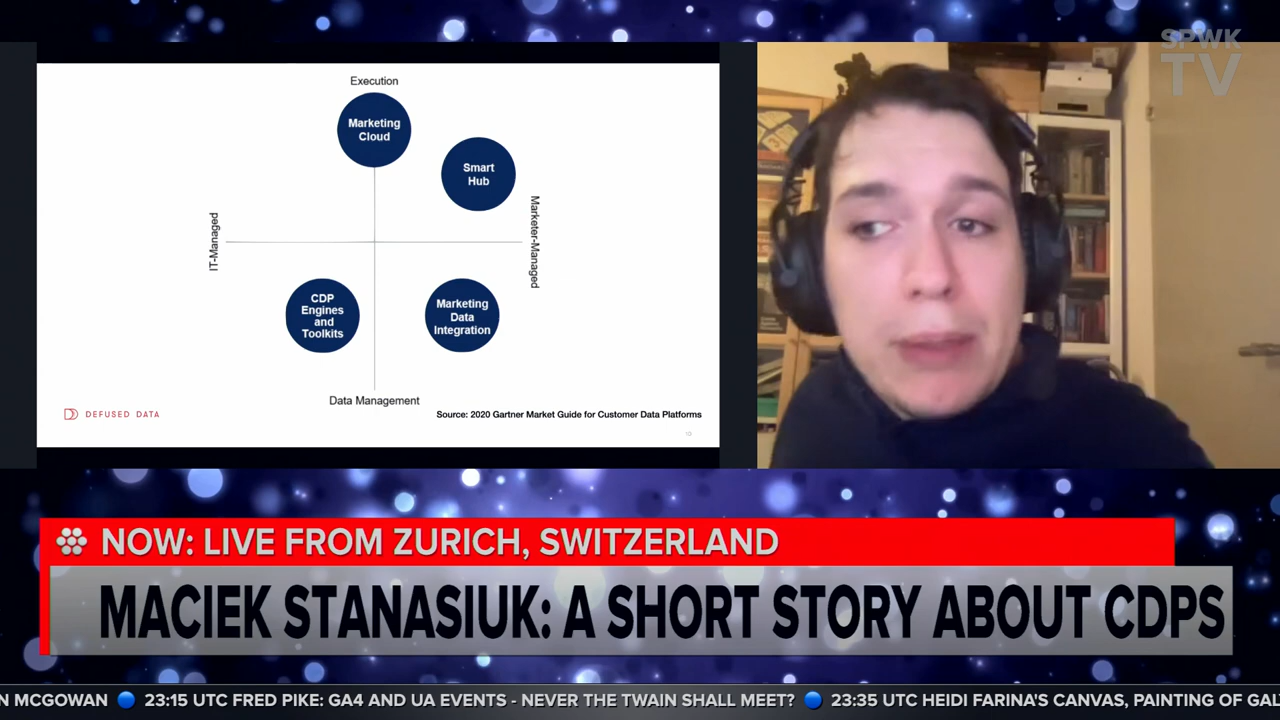 SPWK
TV
Execution
Marketing
Cloud
Smart
Hub
IT-Managed
Marketer-Managed
CDP
Engines
and
Toolkits
Marketing
Data
Integration
Data Management
DEFUSED DATA
Source: 2020 Gartner Market Guide for Customer Data Platforms
NOW: LIVE FROM ZURICH, SWITZERLAND
MACIEK STANASIUK: A SHORT STORY ABOUT CDPS
N MCGOWAN 23:15 UTC FRED PIKE: GA4 AND UA EVENTS - NEVER THE TWAIN SHALL MEET? 23:35 UTC HEIDI FARINA'S CANVAS, PAINTING OF GAL